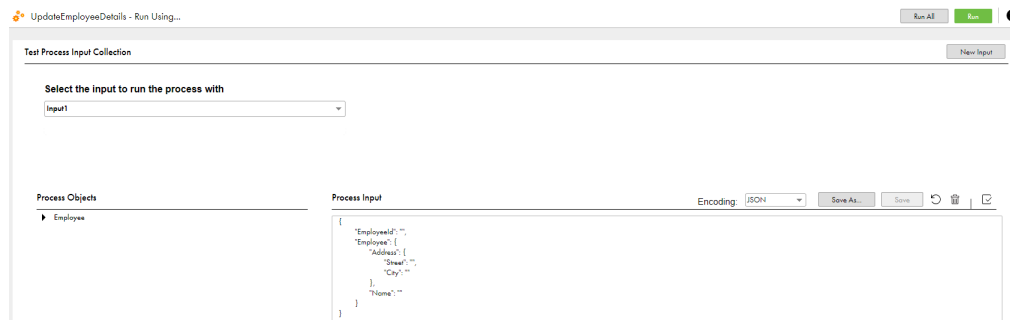 UpdateEmployeeDetails - Run Using...
Run All
Run
Test Process Input Collection
New Input
Select the input to run the process with
Input1
Process Objects
Employee
Process Input
Encoding:
JSON
Save As...
Save
{
"EmployeeId": "",
"Employee": {
"Address": {
"Street": "",
"City": ""
},
"Name": ""
}
}